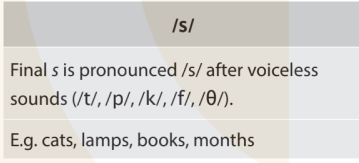 /s/
Final s is pronounced /s/ after voiceless
sounds (/t/, /p/, /k/, /f/, /θ/).
E.g. cats, lamps, books, months